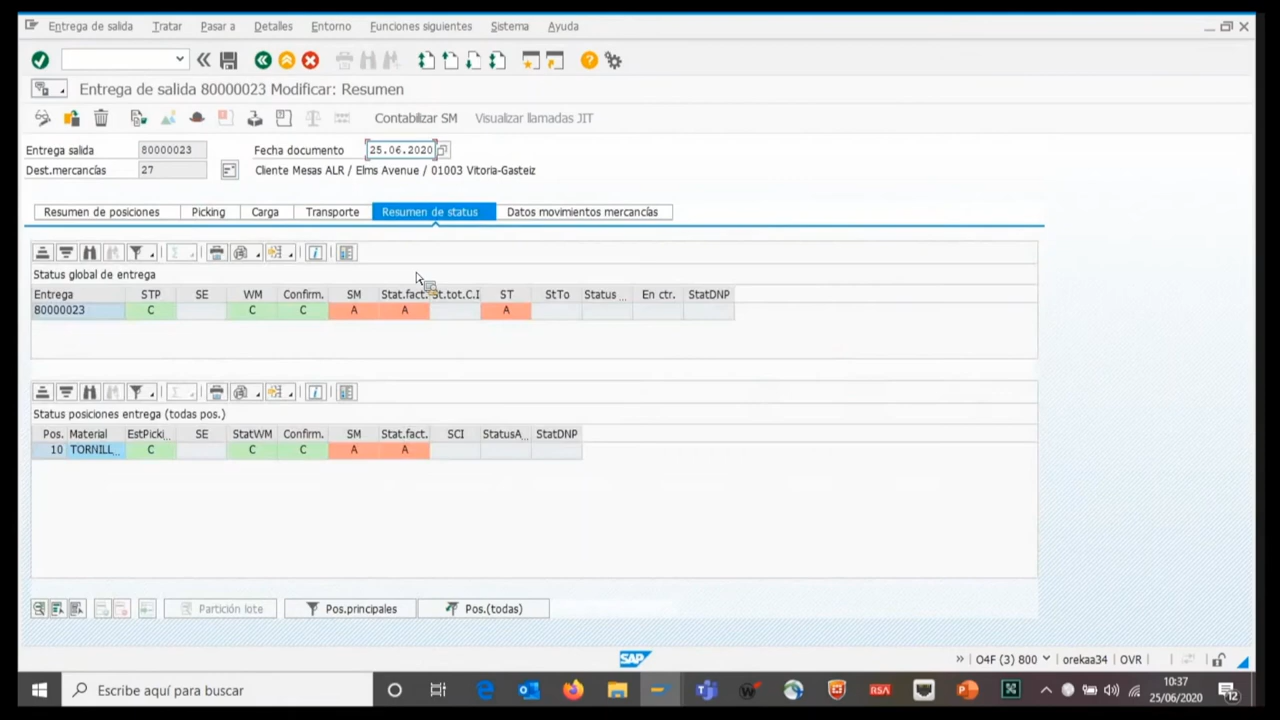 Entrega de salida Tratar Pasar a Detalles Entorno Funciones siguientes Sistema Ayuda
Entrega de salida 80000023 Modificar: Resumen
Contabilizar SM Visualizar llamadas JIT
Entrega salida 80000023 Fecha documento 25.06.2020
Dest.mercancías 27 Cliente Mesas ALR / Elms Avenue / 01003 Vitoria-Gasteiz
Resumen de posiciones Picking Carga Transporte Resumen de status Datos movimientos mercancías
Status global de entrega
Entrega STP SE WM Confirm. SM Stat.fact. St.tot.C.I ST StTo Status ... En ctr. StatDNP
80000023 C C C A A A
Status posiciones entrega (todas pos.)
Pos. Material EstPicki... SE StatWM Confirm. SM Stat.fact. SCI StatusA... StatDNP
10 TORNILL... C C C A A
Partición lote Pos.principales Pos.(todas)
SAP » O4F (3) 800 orekaa34 OVR
Escribe aquí para buscar RSA 10:37
25/06/2020 12